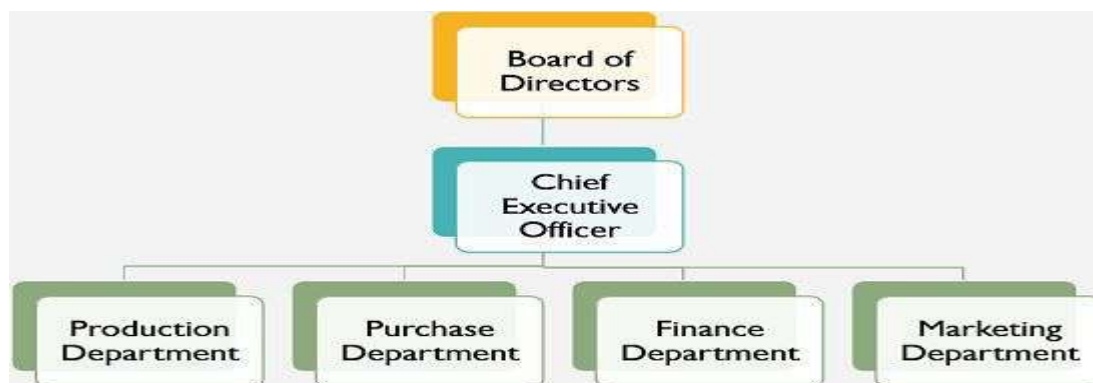 Board of
Directors
Chief
Executive
Officer
Production
Department
Purchase
Department
Finance
Department
Marketing
Department